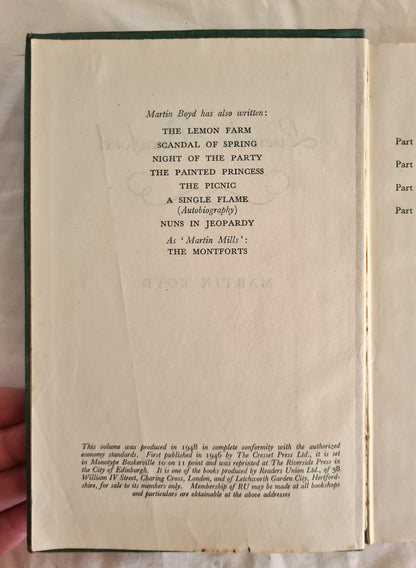 Martin Boyd has also written:
THE LEMON FARM
SCANDAL OF SPRING
NIGHT OF THE PARTY
THE PAINTED PRINCESS
THE PICNIC
A SINGLE FLAME
(Autobiography)
NUNS IN JEOPARDY
As 'Martin Mills':
THE MONTFORTS
This volume was produced in 1948 in complete conformity with the authorized
economy standards. First published in 1946 by The Cresset Press Ltd., it is set
in Monotype Baskerville 10 on 11 point and was reprinted at The Riverside Press in
the City of Edinburgh. It is one of the books produced by Readers Union Ltd., of 38
William IV Street, Charing Cross, London, and of Letchworth Garden City, Hertford-
shire, for sale to its members only. Membership of RU may be made at all bookshops
and particulars are obtainable at the above addresses
Part
Part
Part
Part